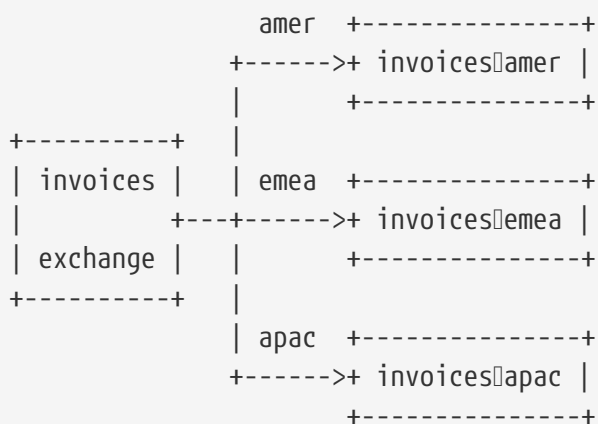 amer
invoices▯amer
invoices
emea
invoices▯emea
exchange
apac
invoices▯apac